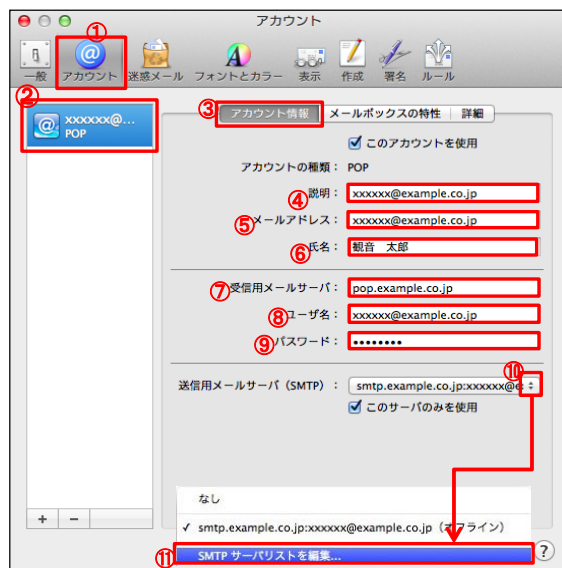 アカウント
①
一般 アカウント 迷惑メール フォントとカラー 表示 作成 署名 ルール
②
xxxxxx@...
POP
③ アカウント情報 メールボックスの特性 詳細
このアカウントを使用
アカウントの種類： POP
④ 説明： xxxxxx@example.co.jp
⑤ メールアドレス： xxxxxx@example.co.jp
⑥ 氏名： 観音 太郎
⑦ 受信用メールサーバ： pop.example.co.jp
⑧ ユーザ名： xxxxxx@example.co.jp
⑨ パスワード： ••••••••
⑩
送信用メールサーバ（SMTP）： smtp.example.co.jp:xxxxxx@e
このサーバのみを使用
なし
✓ smtp.example.co.jp:xxxxxx@example.co.jp（オフライン）
⑪ SMTP サーバリストを編集...
+ − ?